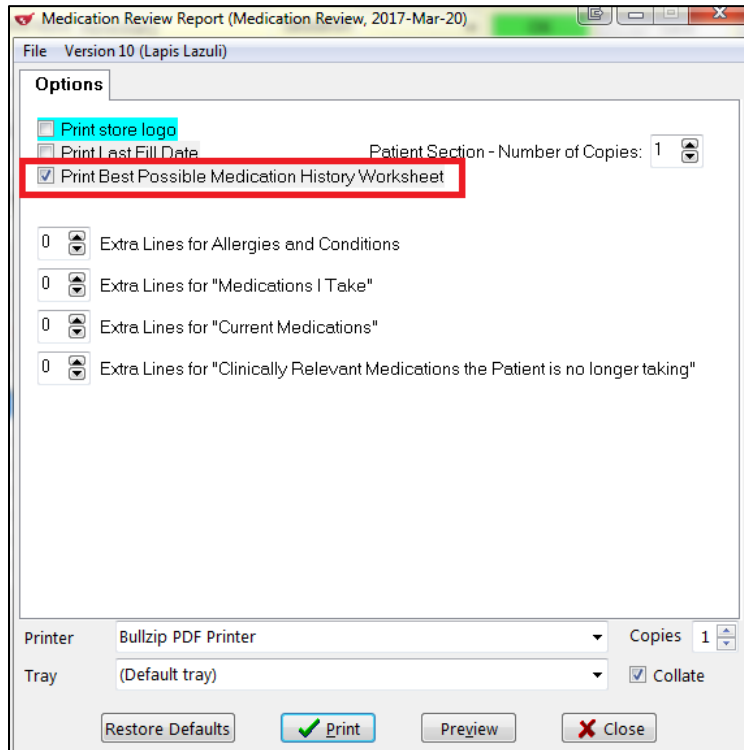 Medication Review Report (Medication Review, 2017-Mar-20)
File Version 10 (Lapis Lazuli)
Options
Print store logo
Print Last Fill Date Patient Section - Number of Copies: 1
Print Best Possible Medication History Worksheet
0 Extra Lines for Allergies and Conditions
0 Extra Lines for "Medications I Take"
0 Extra Lines for "Current Medications"
0 Extra Lines for "Clinically Relevant Medications the Patient is no longer taking"
Printer Bullzip PDF Printer Copies 1
Tray (Default tray) Collate
Restore Defaults Print Preview Close